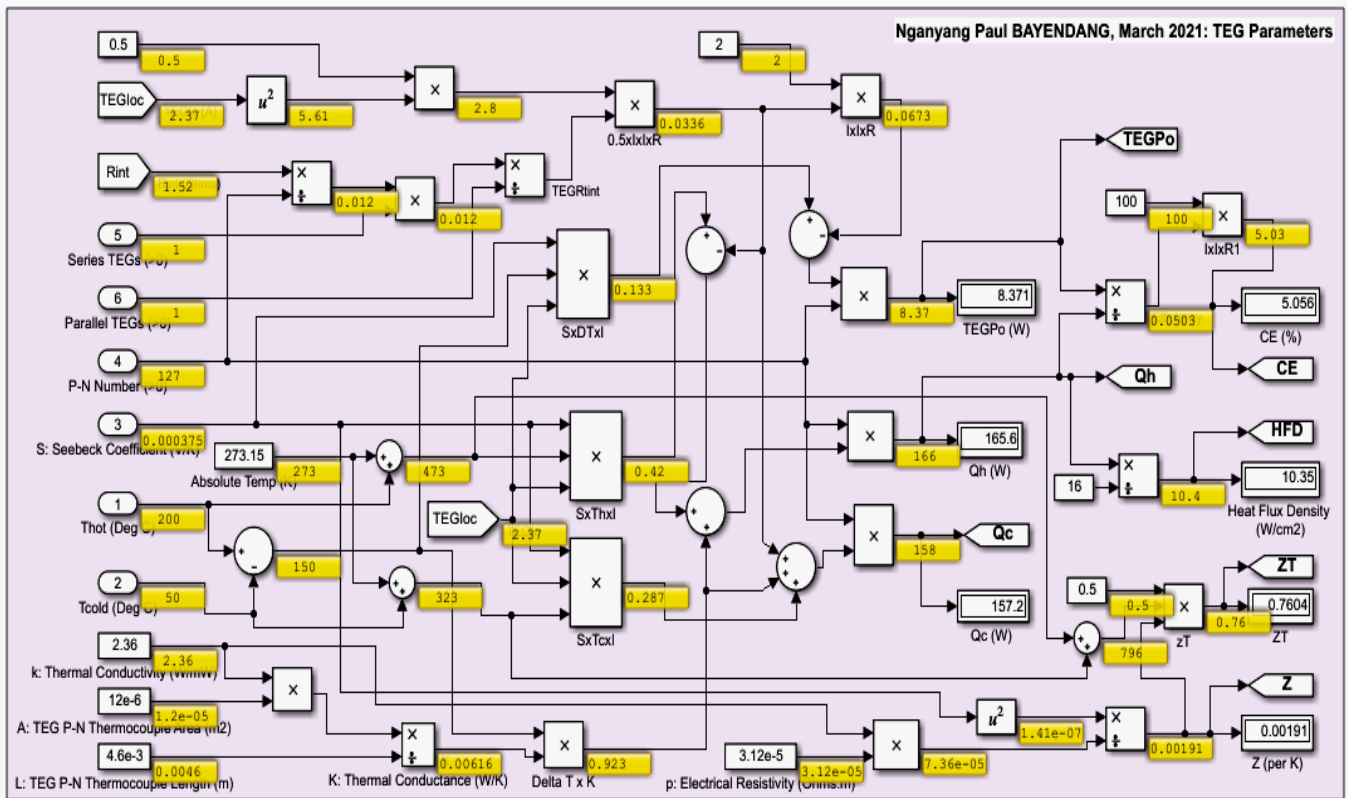 Nganyang Paul BAYENDANG, March 2021: TEG Parameters
0.5
0.5
2
2
TEGIoc
2.37
u²
5.61
×
2.8
×
0.0336
0.5xIxIxR
×
IxIxR
0.0673
TEGPo
Rint
1.52
×
÷
0.012
×
0.012
×
÷
TEGRtint
100
100
×
5.03
IxIxR1
5
1
Series TEGs (>0)
6
1
Parallel TEGs (>0)
×
0.133
SxDTxI
+
-
+
-
×
8.37
8.371
TEGPo (W)
×
÷
0.0503
5.056
CE (%)
4
127
P-N Number (>0)
Qh
CE
3
0.000375
S: Seebeck Coefficient (V/K)
273.15
273
Absolute Temp (K)
+
+
473
×
0.42
SxThxI
×
166
165.6
Qh (W)
HFD
16
×
÷
10.4
10.35
Heat Flux Density
(W/cm2)
1
200
Thot (Deg C)
TEGIoc
2.37
+
+
×
158
Qc
157.2
Qc (W)
+
-
150
2
50
Tcold (Deg C)
+
+
323
×
0.287
SxTcxI
+
+
+
ZT
0.5
0.5
×
0.76
zT
0.7604
ZT
+
+
796
2.36
2.36
k: Thermal Conductivity (W/mW)
12e-6
1.2e-05
A: TEG P-N Thermocouple Area (m2)
×
Z
4.6e-3
0.0046
L: TEG P-N Thermocouple Length (m)
×
÷
0.00616
K: Thermal Conductance (W/K)
×
0.923
Delta T x K
3.12e-5
3.12e-05
p: Electrical Resistivity (Ohms.m)
×
7.36e-05
u²
1.41e-07
×
÷
0.00191
0.00191
Z (per K)